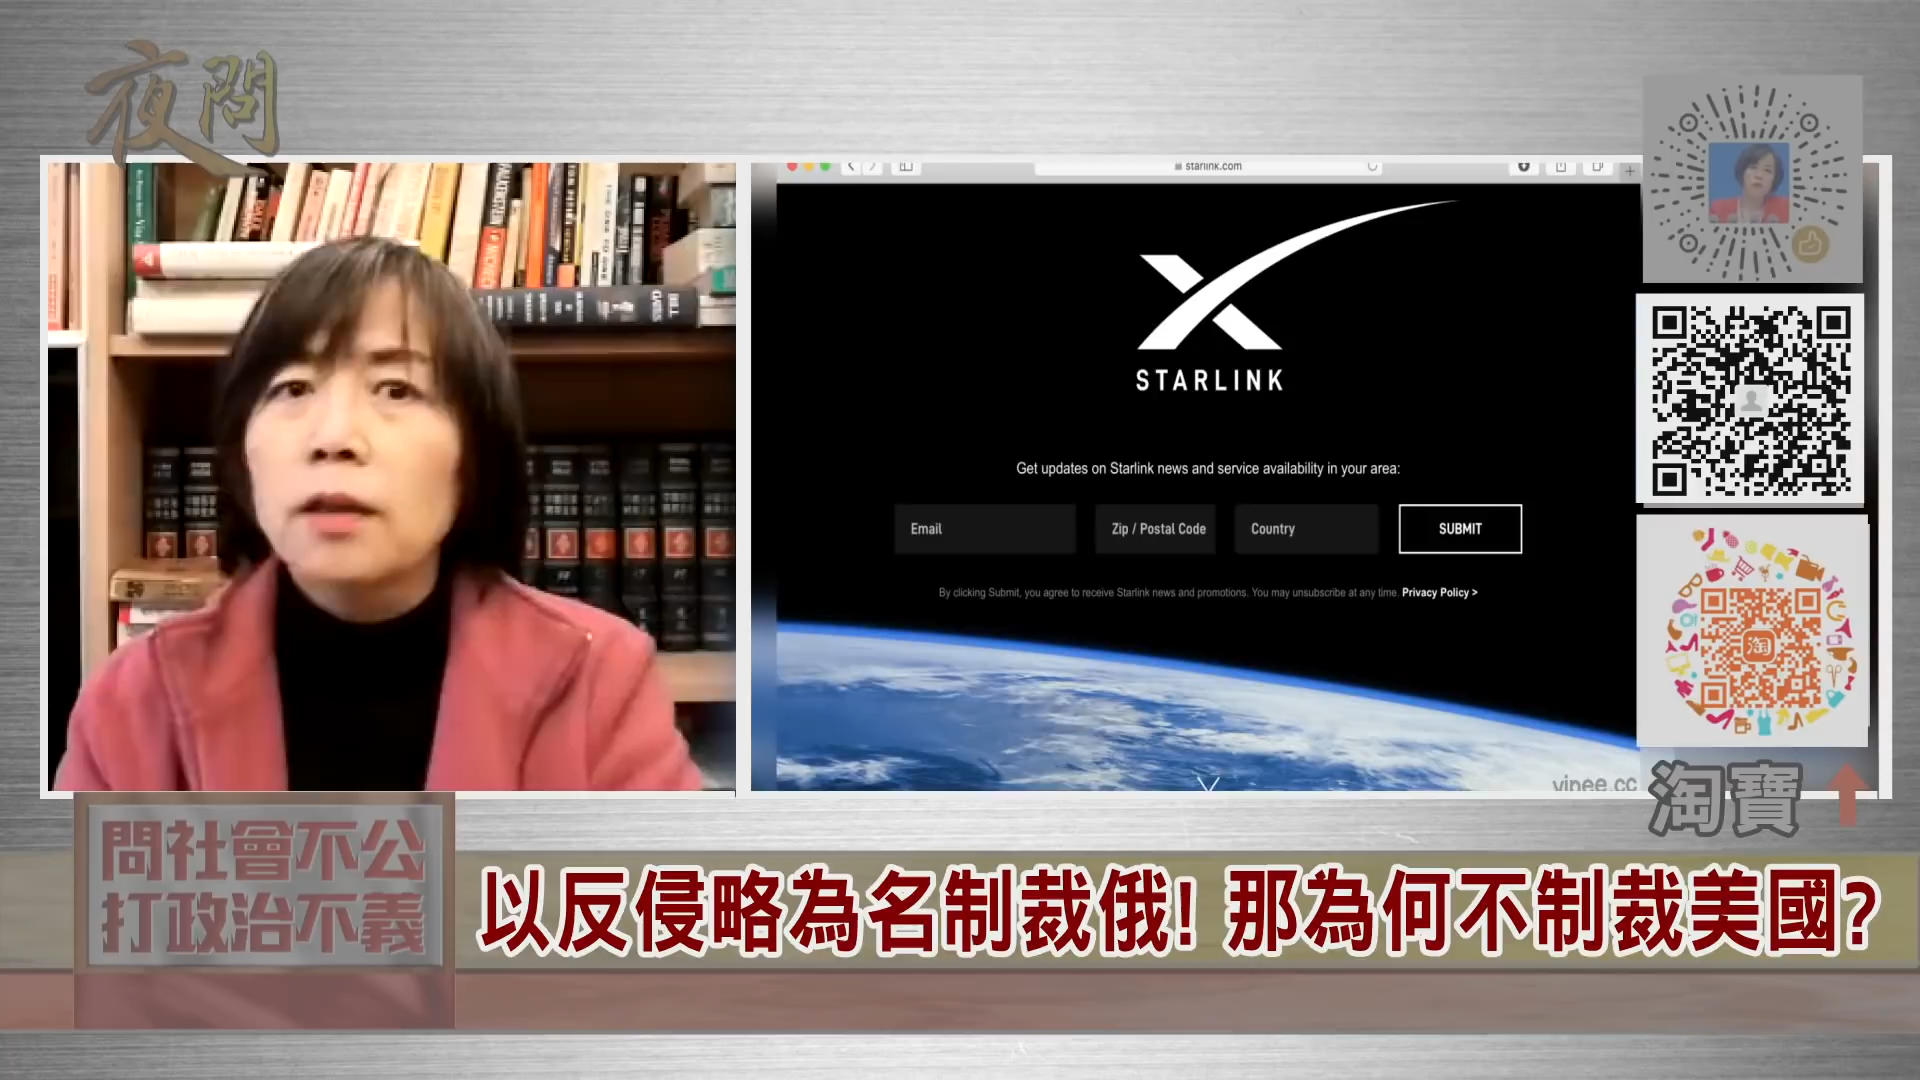 夜問
starlink.com
STARLINK
Get updates on Starlink news and service availability in your area:
Email
Zip / Postal Code
Country
SUBMIT
By clicking Submit, you agree to receive Starlink news and promotions. You may unsubscribe at any time. Privacy Policy >
vipee.cc
淘
淘寶
問社會不公
打政治不義
以反侵略為名制裁俄! 那為何不制裁美國?